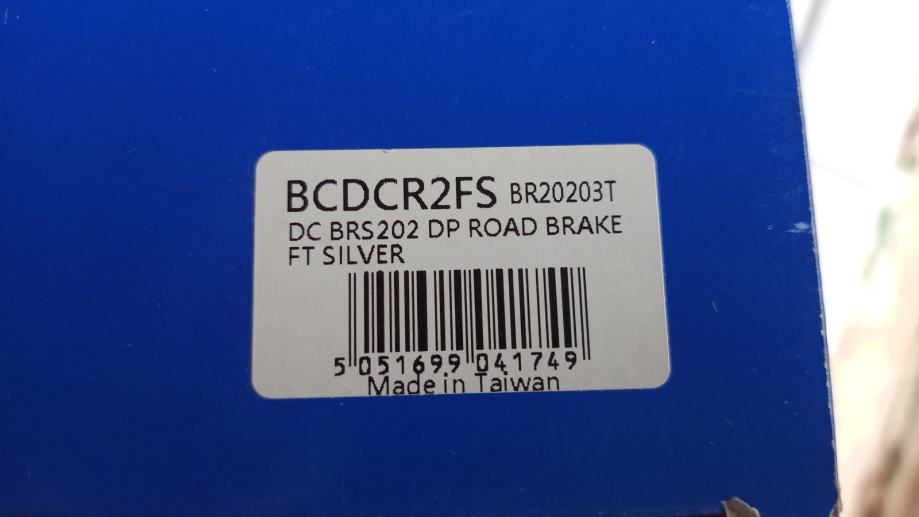 BCDCR2FS BR20203T
DC BRS202 DP ROAD BRAKE
FT SILVER
5 051699 041749
Made in Taiwan